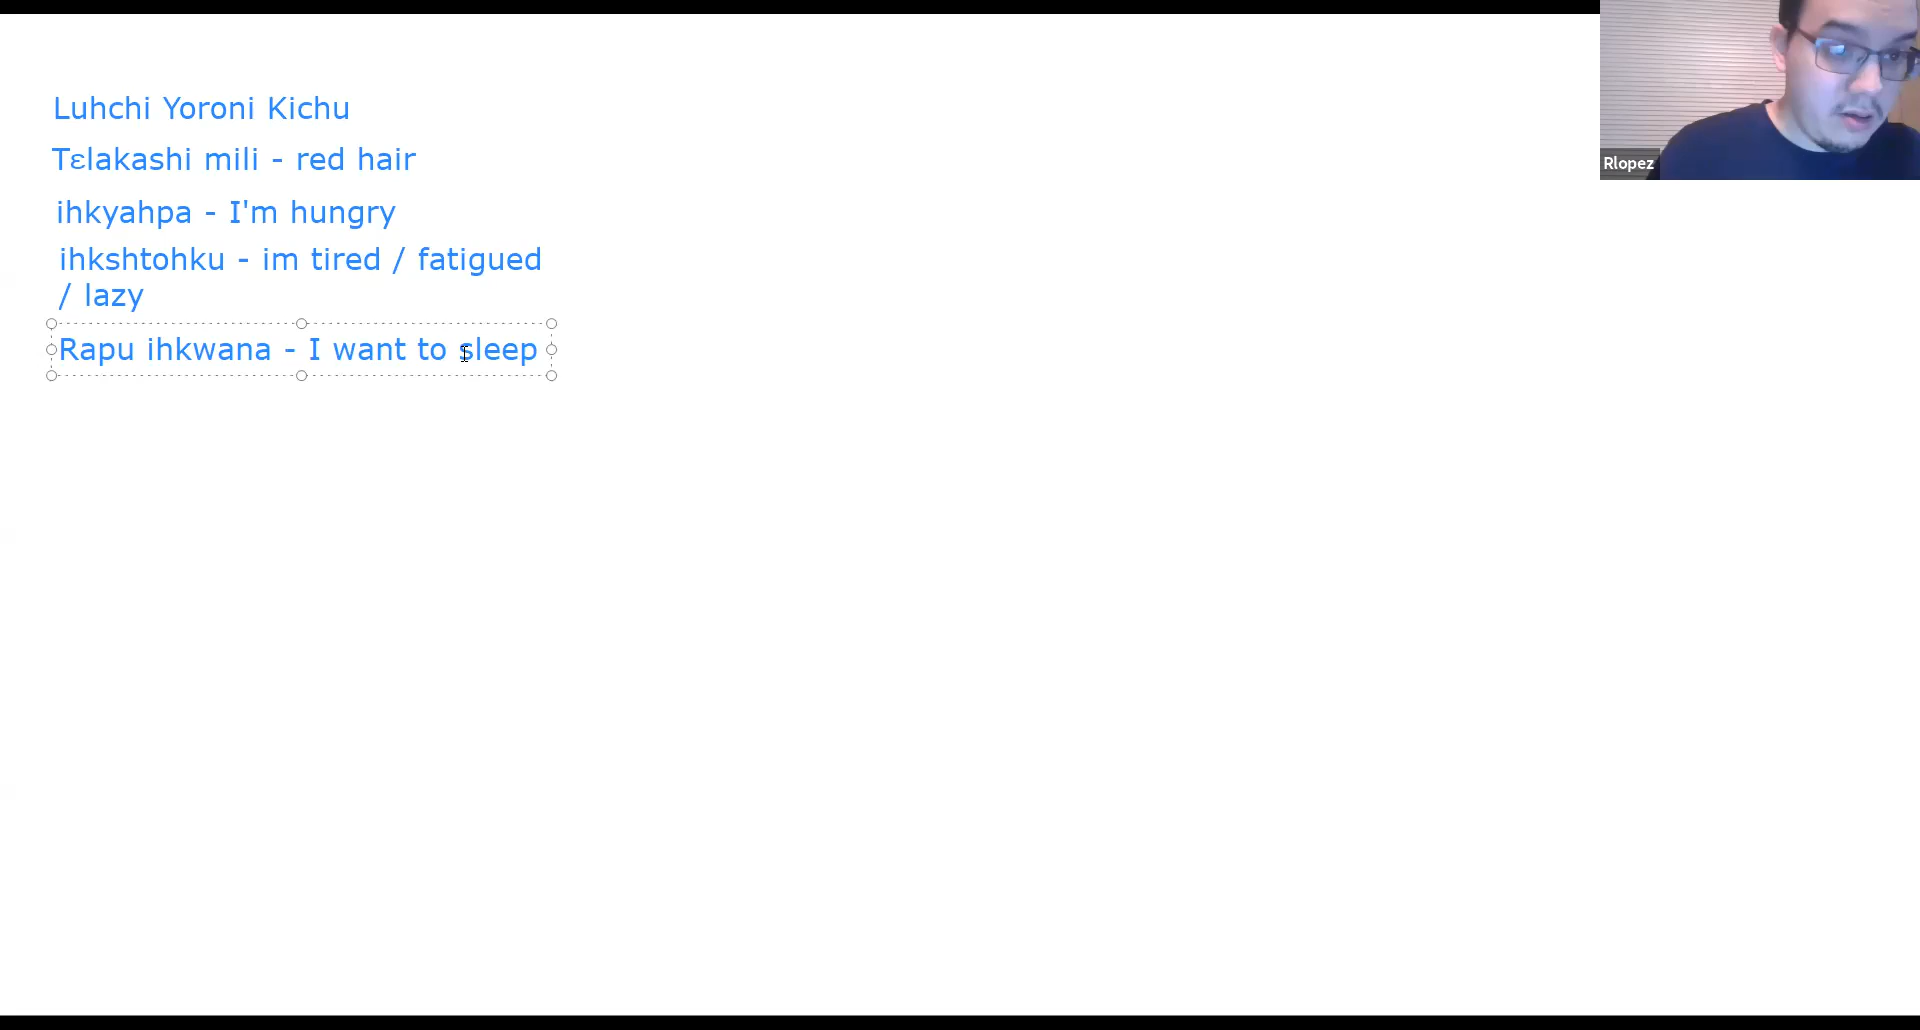 Luhchi Yoroni Kichu
Tɛlakashi mili - red hair
ihkyahpa - I'm hungry
ihkshtohku - im tired / fatigued
/ lazy
Rapu ihkwana - I want to sleep
Rlopez